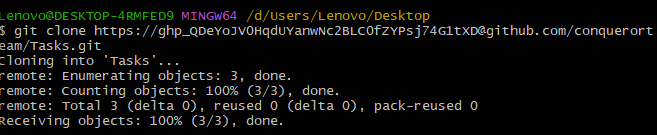 Lenovo@DESKTOP-4RMFED9 MINGW64 /d/Users/Lenovo/Desktop
$ git clone https://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@github.com/conquerort
eam/Tasks.git
Cloning into 'Tasks'...
remote: Enumerating objects: 3, done.
remote: Counting objects: 100% (3/3), done.
remote: Total 3 (delta 0), reused 0 (delta 0), pack-reused 0
Receiving objects: 100% (3/3), done.